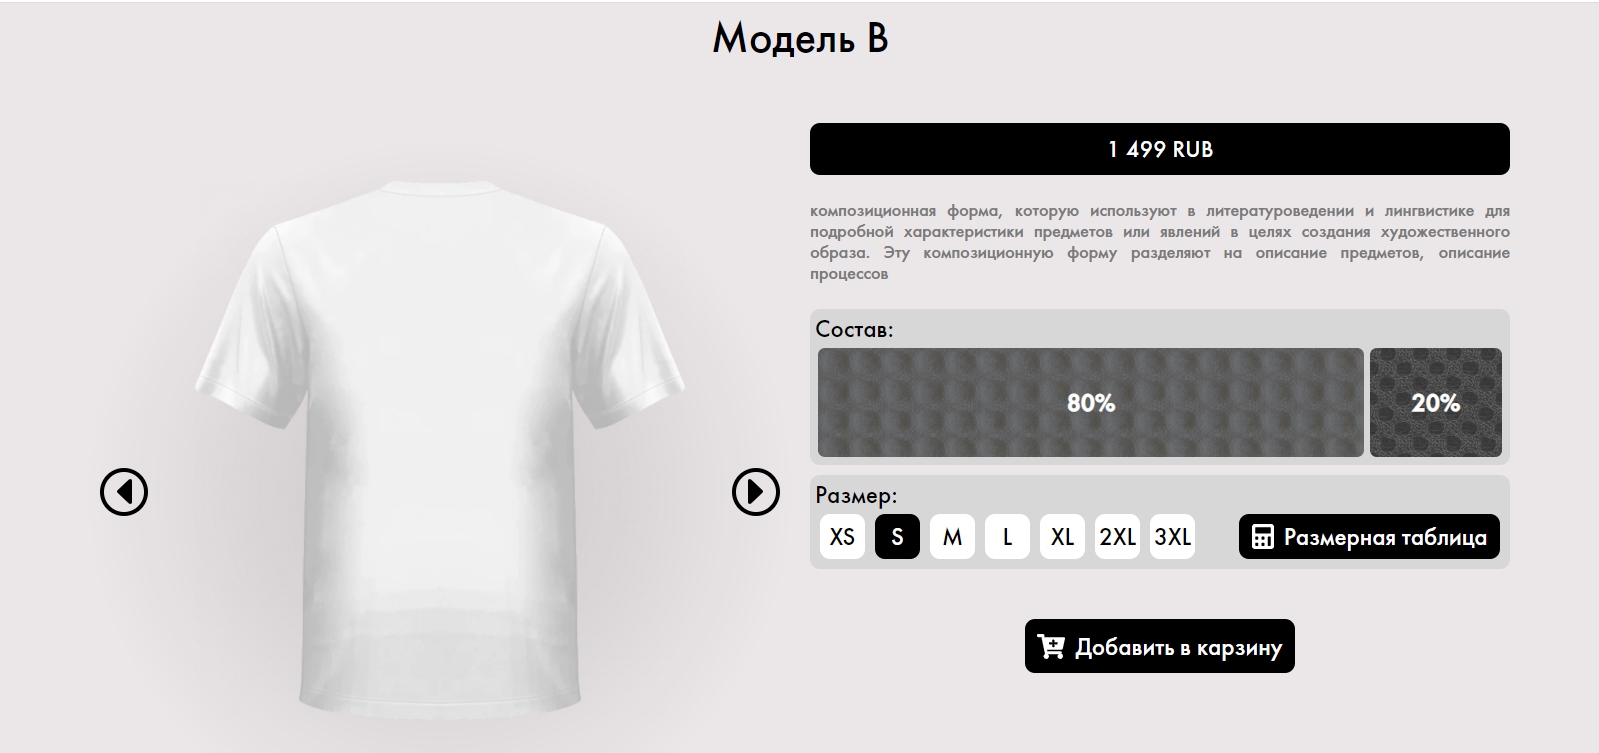 Модель В
1 499 RUB
композиционная форма, которую используют в литературоведении и лингвистике для
подробной характеристики предметов или явлений в целях создания художественного
образа. Эту композиционную форму разделяют на описание предметов, описание
процессов
Состав:
80% 20%
Размер:
XS S M L XL 2XL 3XL Размерная таблица
Добавить в карзину